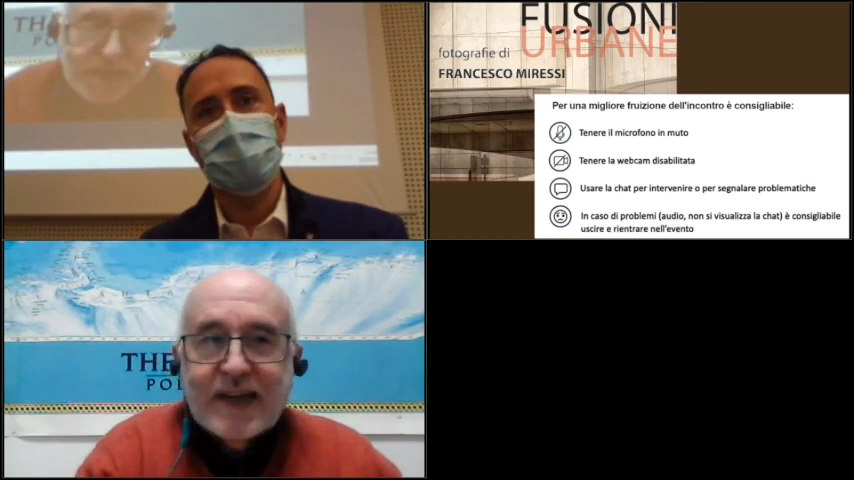 TH
PO
FUSIONI
URBANE
fotografie di
FRANCESCO MIRESSI
Per una migliore fruizione dell'incontro è consigliabile:
Tenere il microfono in muto
Tenere la webcam disabilitata
Usare la chat per intervenire o per segnalare problematiche
In caso di problemi (audio, non si visualizza la chat) è consigliabile
uscire e rientrare nell'evento
THE
POL